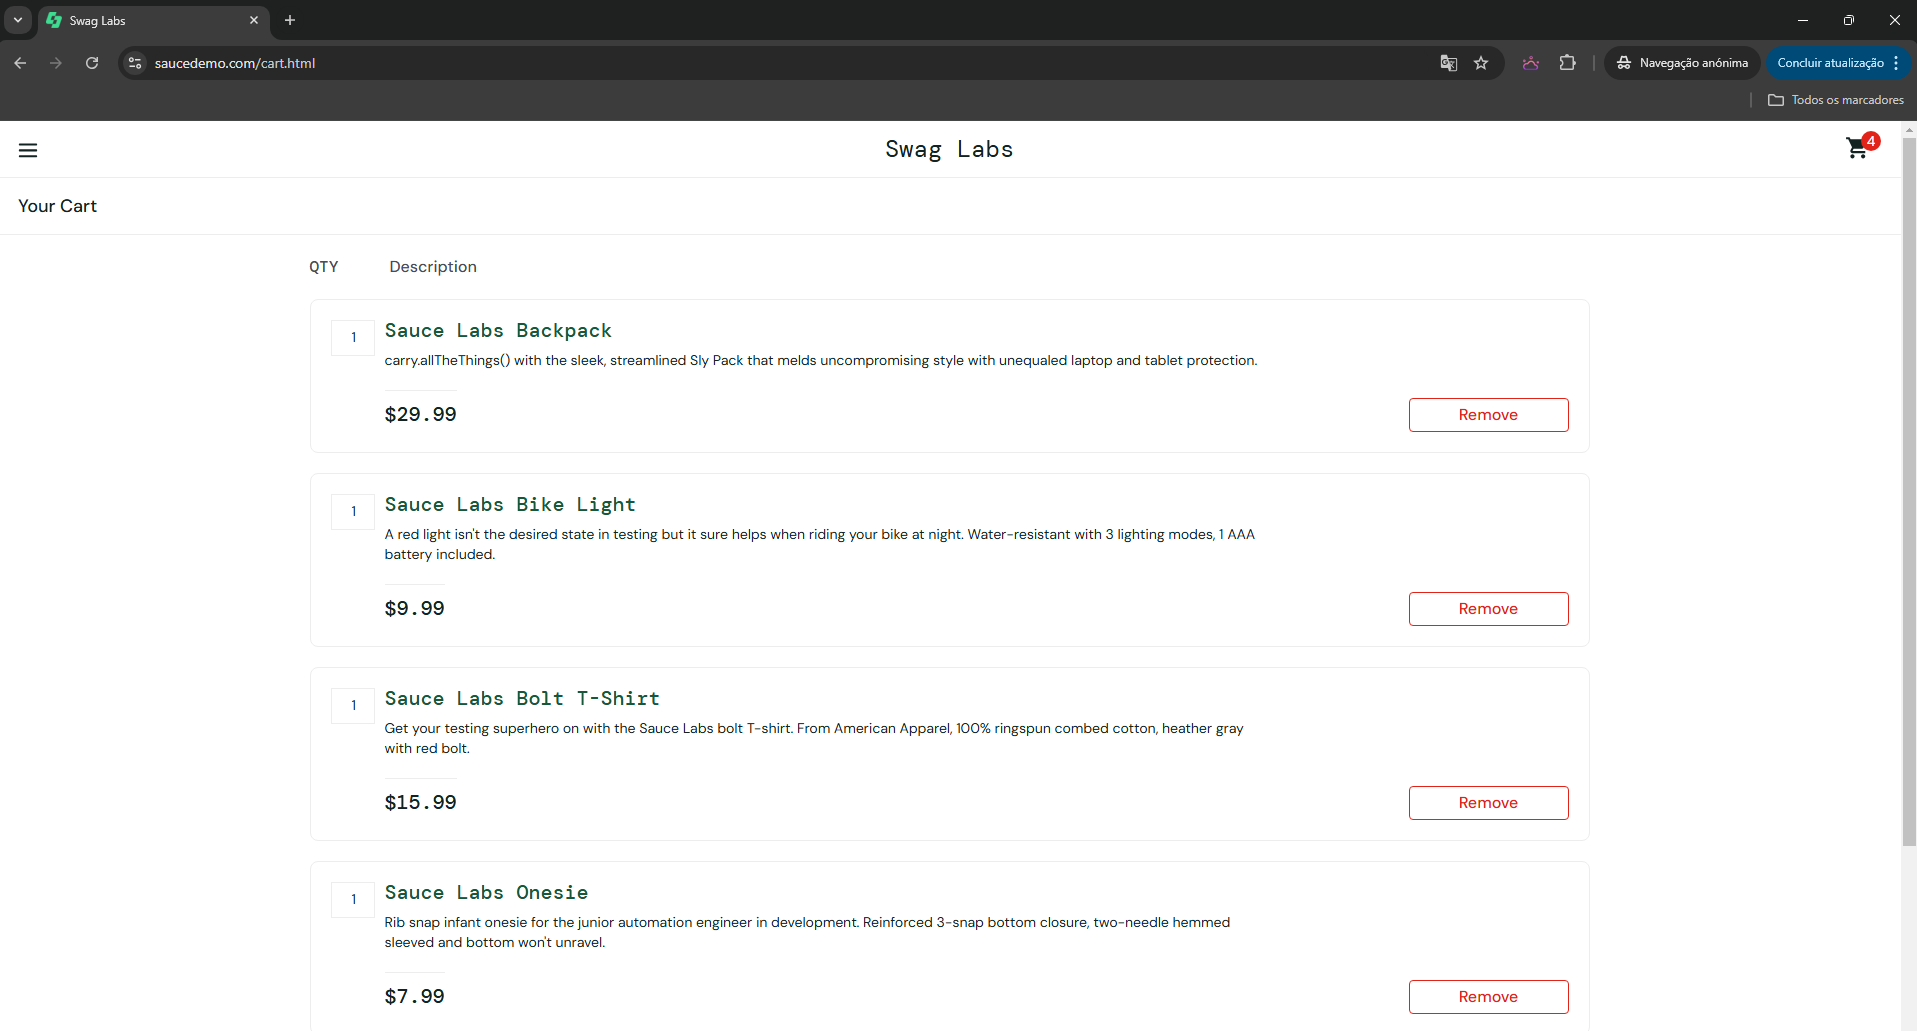 Swag Labs
saucedemo.com/cart.html
Navegação anónima
Concluir atualização
Todos os marcadores
Swag Labs
4
Your Cart
QTY Description
1
Sauce Labs Backpack
carry.allTheThings() with the sleek, streamlined Sly Pack that melds uncompromising style with unequaled laptop and tablet protection.
$29.99
Remove
1
Sauce Labs Bike Light
A red light isn't the desired state in testing but it sure helps when riding your bike at night. Water-resistant with 3 lighting modes, 1 AAA
battery included.
$9.99
Remove
1
Sauce Labs Bolt T-Shirt
Get your testing superhero on with the Sauce Labs bolt T-shirt. From American Apparel, 100% ringspun combed cotton, heather gray
with red bolt.
$15.99
Remove
1
Sauce Labs Onesie
Rib snap infant onesie for the junior automation engineer in development. Reinforced 3-snap bottom closure, two-needle hemmed
sleeved and bottom won't unravel.
$7.99
Remove